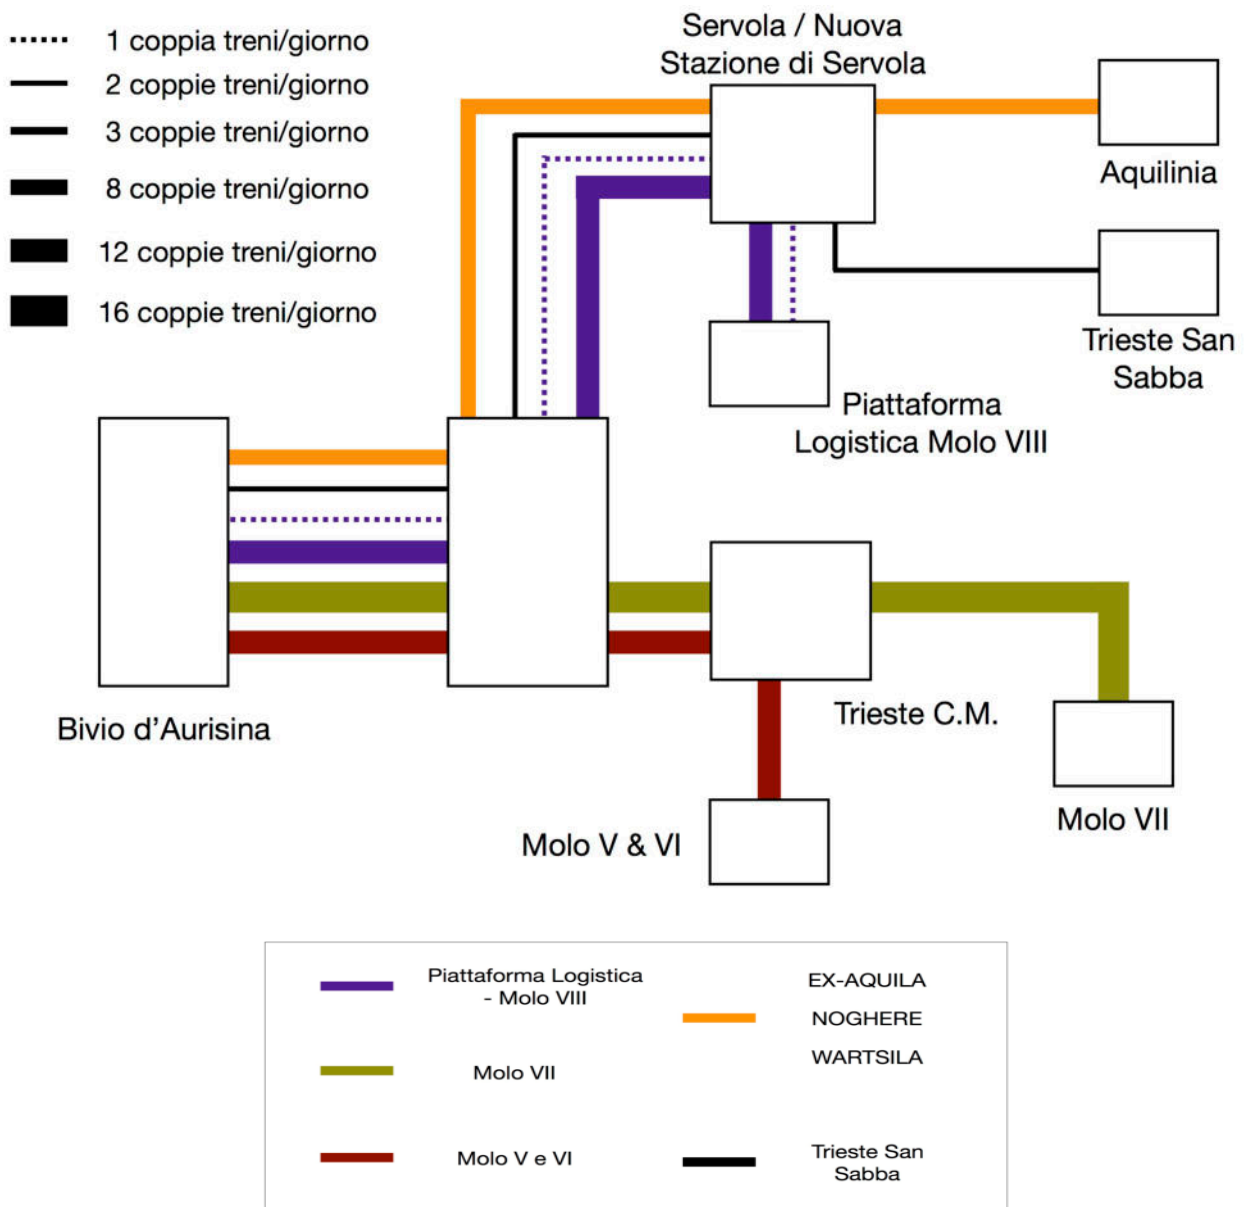 1 coppia treni/giorno
2 coppie treni/giorno
3 coppie treni/giorno
8 coppie treni/giorno
12 coppie treni/giorno
16 coppie treni/giorno
Servola / Nuova
Stazione di Servola
Aquilinia
Trieste San
Sabba
Piattaforma
Logistica Molo VIII
Bivio d'Aurisina
Trieste C.M.
Molo VII
Molo V & VI
Piattaforma Logistica
- Molo VIII
Molo VII
Molo V e VI
EX-AQUILA
NOGHERE
WARTSILA
Trieste San
Sabba